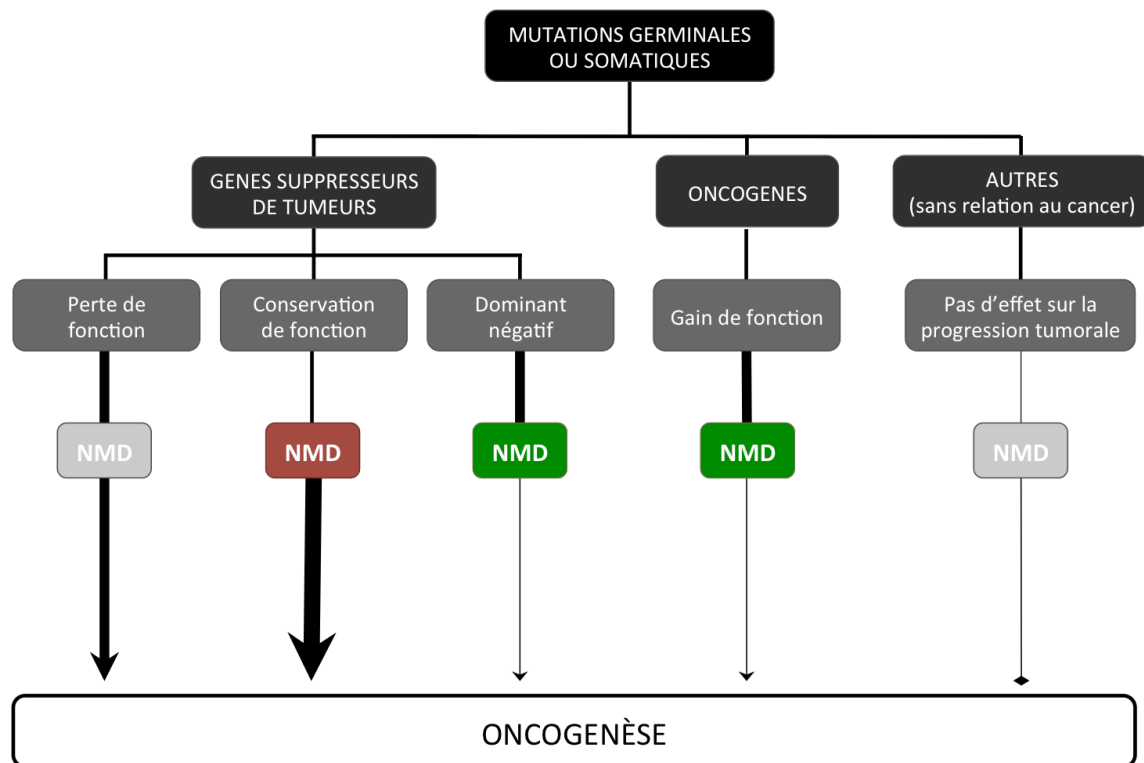 MUTATIONS GERMINALES
OU SOMATIQUES
GENES SUPPRESSEURS
DE TUMEURS
ONCOGENES
AUTRES
(sans relation au cancer)
Perte de
fonction
Conservation
de fonction
Dominant
négatif
Gain de fonction
Pas d’effet sur la
progression tumorale
NMD
NMD
NMD
NMD
NMD
ONCOGENÈSE